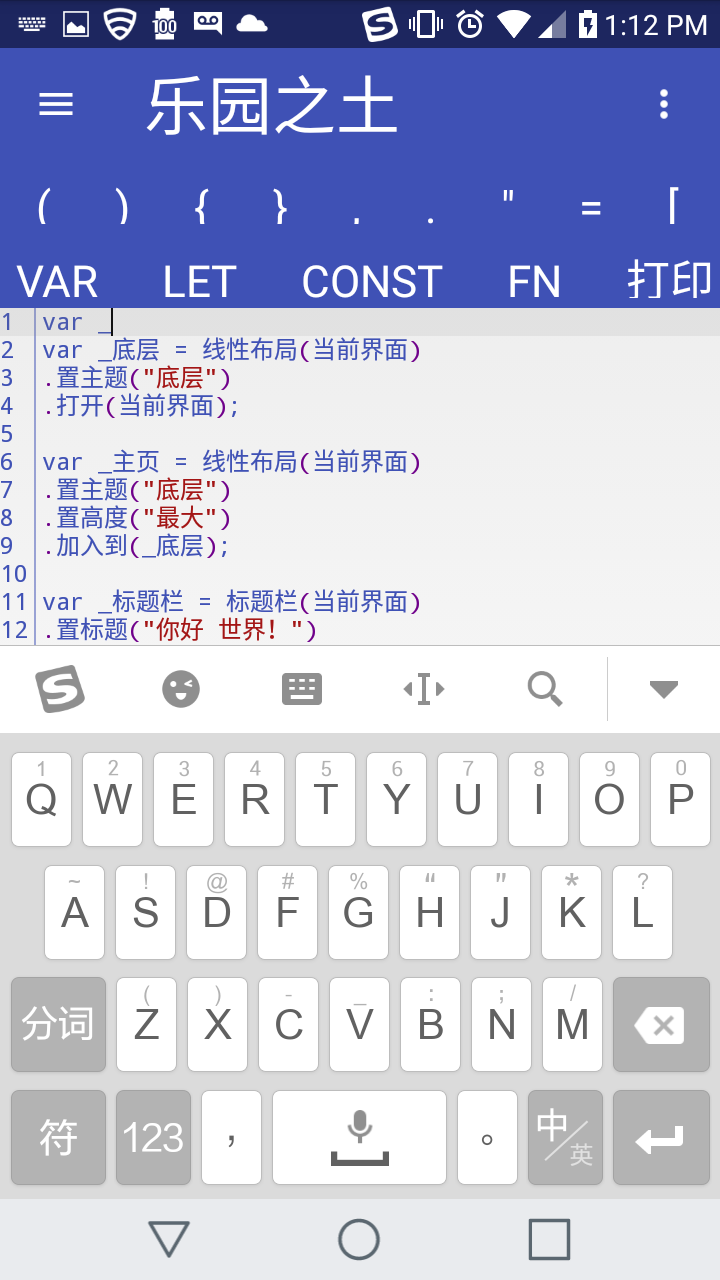 100 1:12 PM
乐园之土
( ) { } , . " = [
VAR LET CONST FN 打印
1 var _
2 var _底层 = 线性布局(当前界面)
3 .置主题("底层")
4 .打开(当前界面);
5
6 var _主页 = 线性布局(当前界面)
7 .置主题("底层")
8 .置高度("最大")
9 .加入到(_底层);
10
11 var _标题栏 = 标题栏(当前界面)
12 .置标题("你好 世界! ")
S
1 2 3 4 5 6 7 8 9 0
Q W E R T Y U I O P
~ ! @ # % “ ” * ?
A S D F G H J K L
( ) - _ : ; /
分词 Z X C V B N M
符 123 , 。 中/英